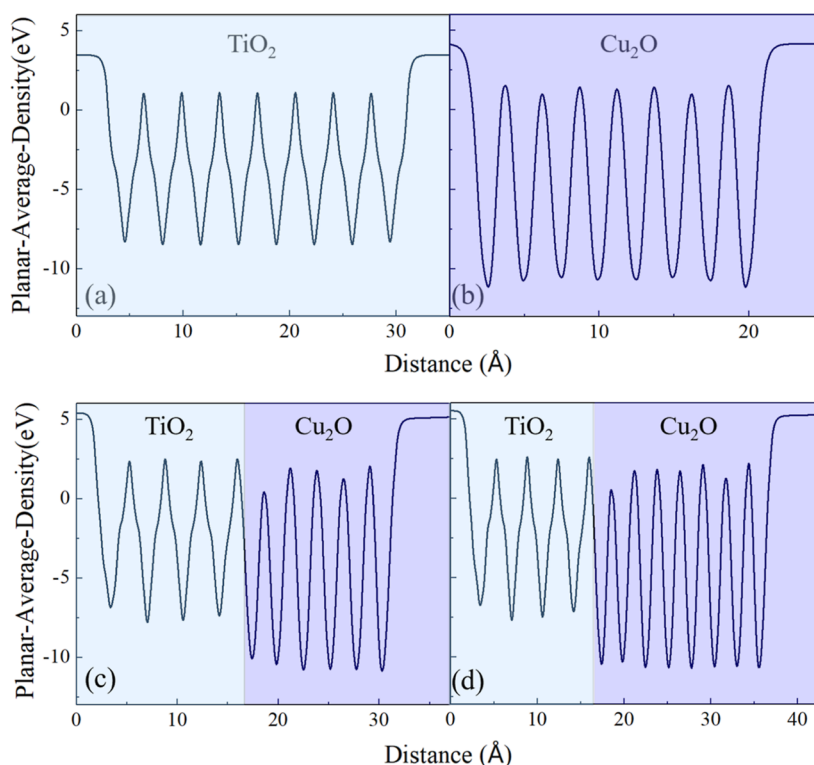 TiO2 Cu2O
Planar-Average-Density(eV)
5
0
-5
-10
(a) (b)
0 10 20 30 0 10 20
Distance (Å)
TiO2 Cu2O TiO2 Cu2O
Planar-Average-Density(eV)
5
0
-5
-10
(c) (d)
0 10 20 30 0 10 20 30 40
Distance (Å) Distance (Å)